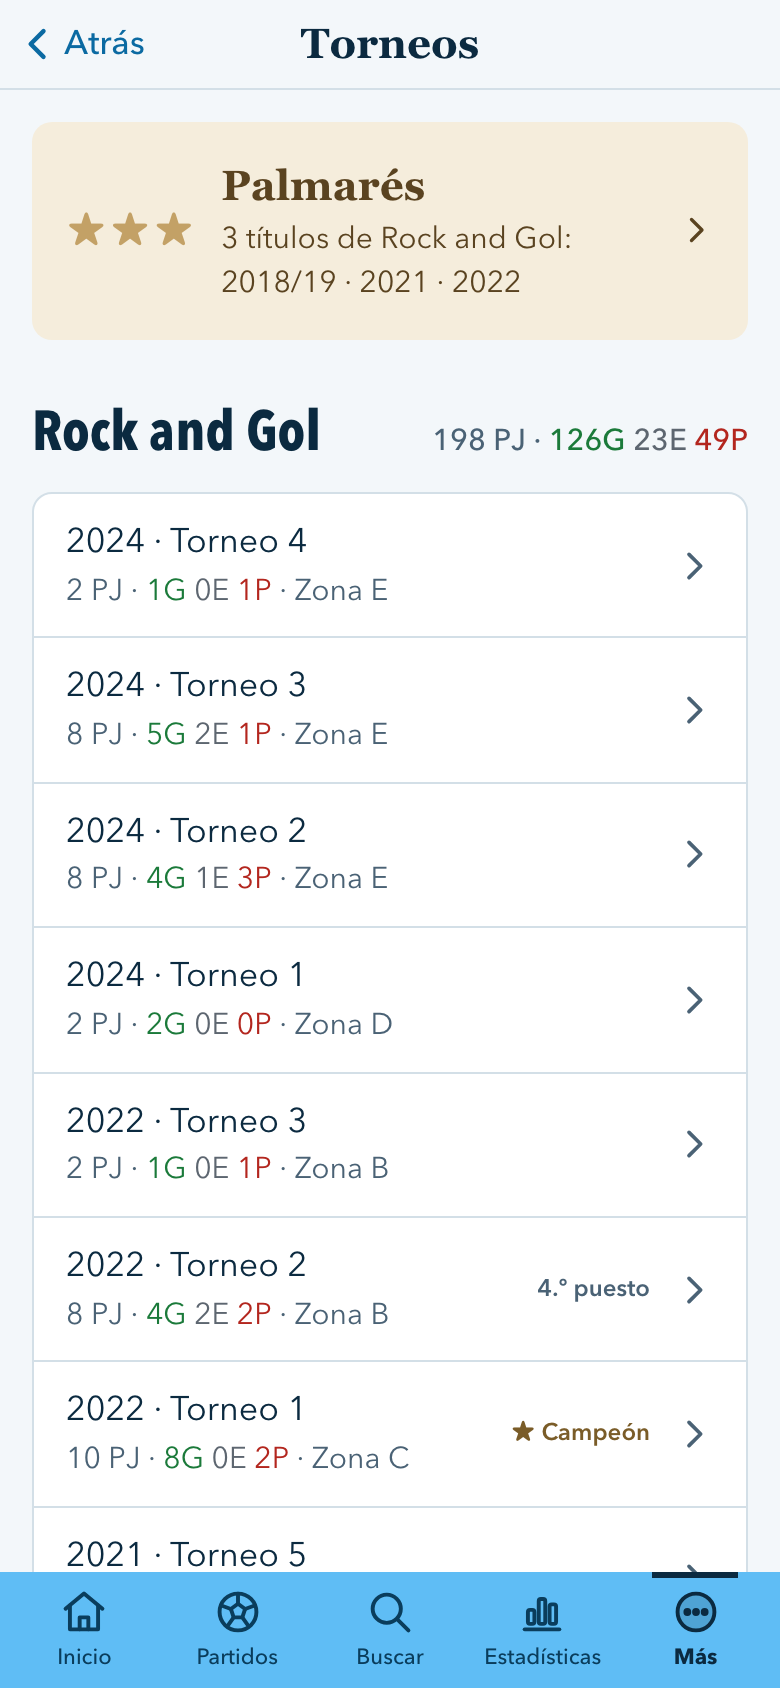 Atrás
Torneos
Palmarés
3 títulos de Rock and Gol:
2018/19 · 2021 · 2022
Rock and Gol
198 PJ · 126G 23E 49P
2024 · Torneo 4
2 PJ · 1G 0E 1P · Zona E
2024 · Torneo 3
8 PJ · 5G 2E 1P · Zona E
2024 · Torneo 2
8 PJ · 4G 1E 3P · Zona E
2024 · Torneo 1
2 PJ · 2G 0E 0P · Zona D
2022 · Torneo 3
2 PJ · 1G 0E 1P · Zona B
2022 · Torneo 2
8 PJ · 4G 2E 2P · Zona B
4.º puesto
2022 · Torneo 1
10 PJ · 8G 0E 2P · Zona C
★ Campeón
2021 · Torneo 5
Inicio
Partidos
Buscar
Estadísticas
Más